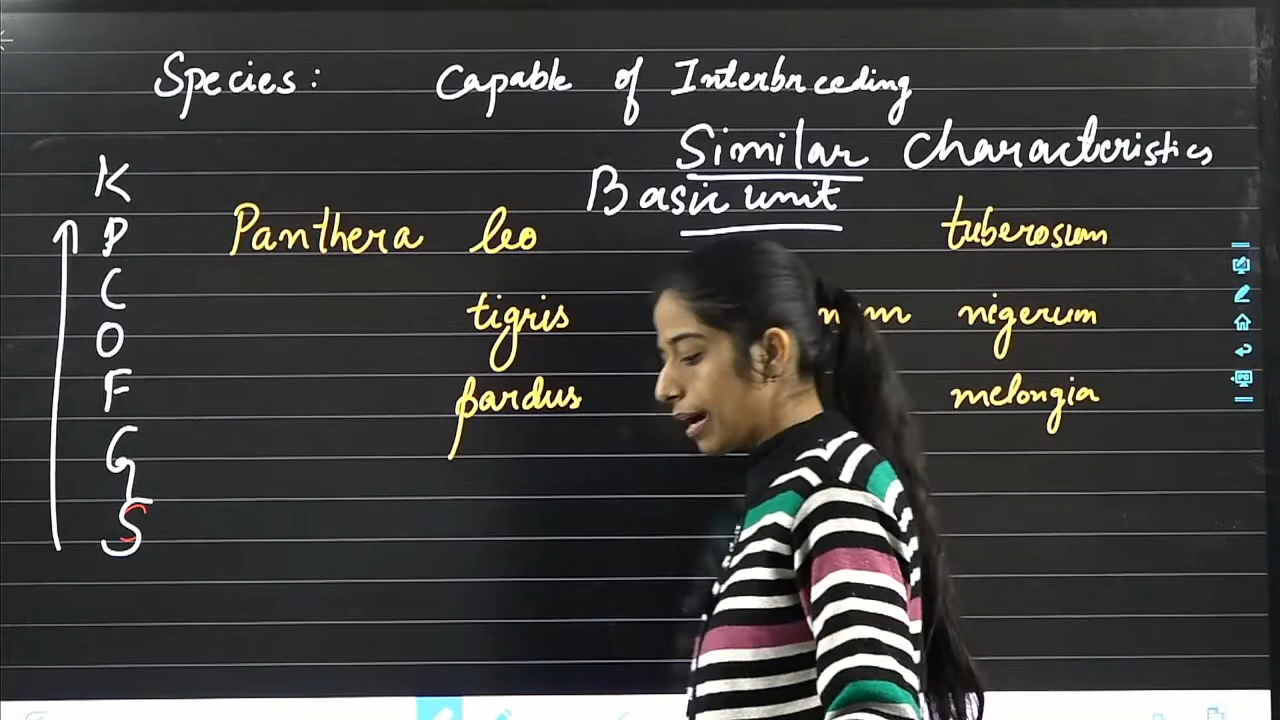 Species: Capable of Interbreeding
Similar Characteristics
Basic unit
K
P Panthera leo tuberosum
C tigris nigerum
O
F pardus melongia
G
S